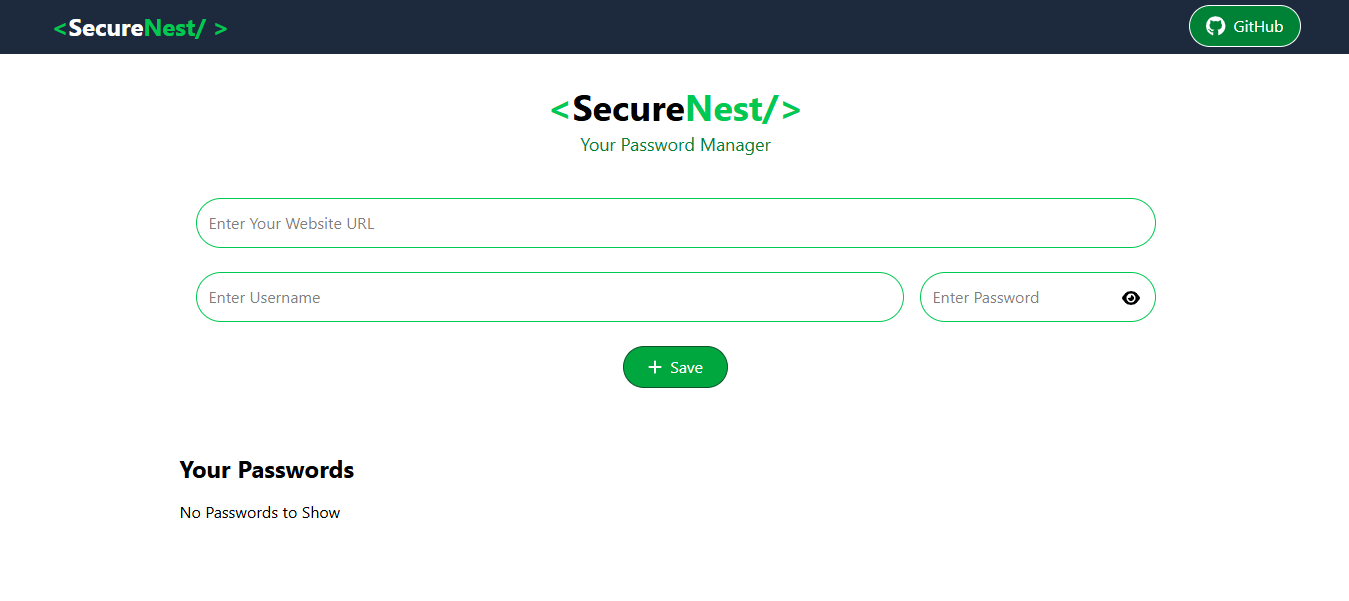 <SecureNest/ >
GitHub
<SecureNest/>
Your Password Manager
Enter Your Website URL
Enter Username
Enter Password
+ Save
Your Passwords
No Passwords to Show